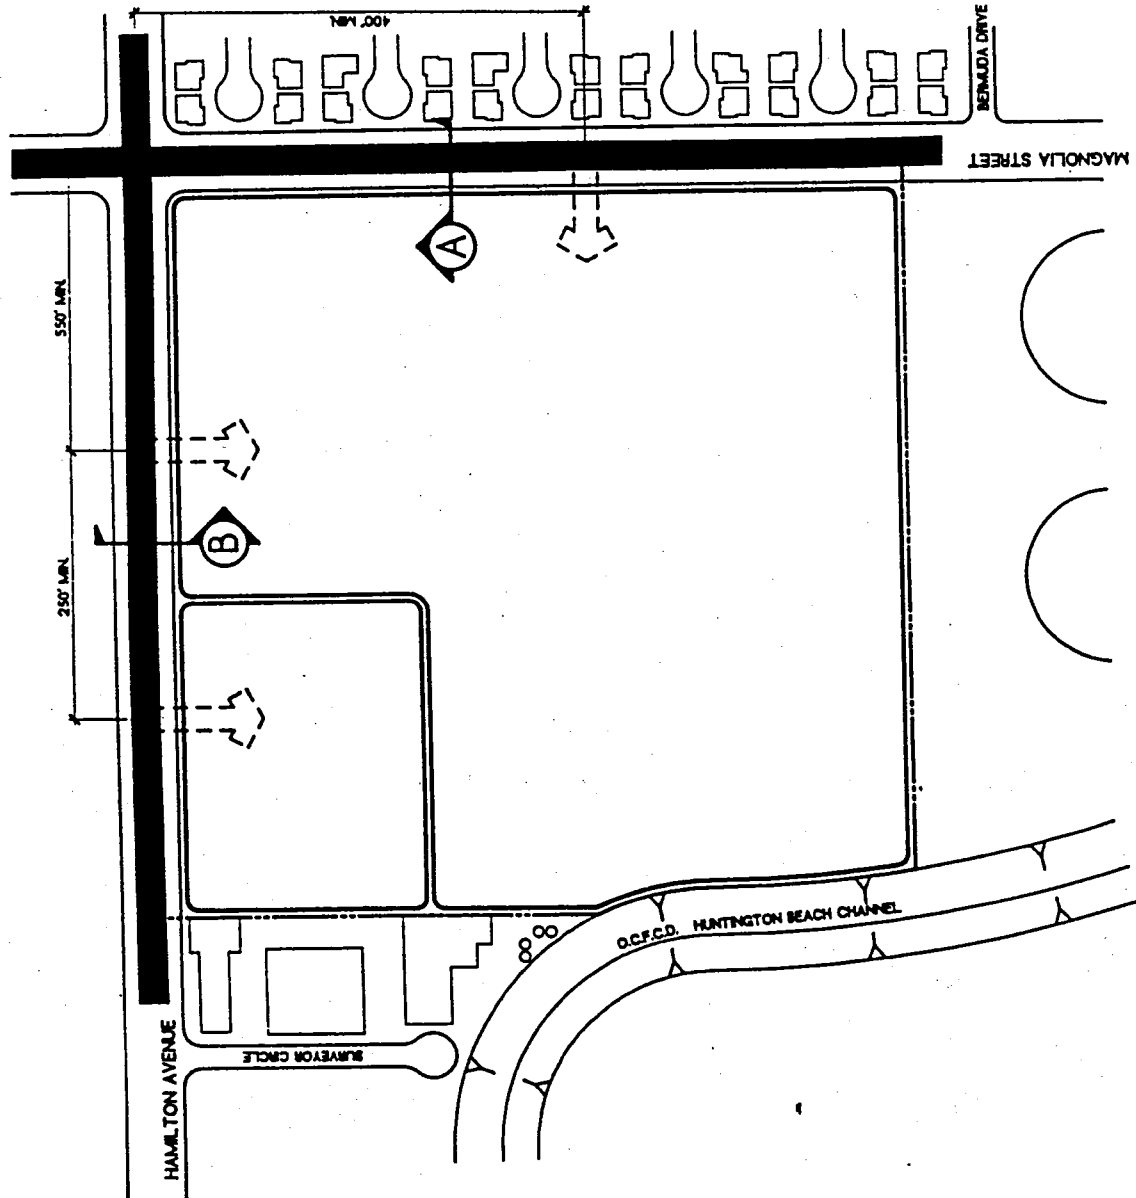 400' MIN.
BERMUDA DRIVE
MAGNOLIA STREET
A
550' MIN.
B
250' MIN.
O.C.F.C.D. HUNTINGTON BEACH CHANNEL
SURVEYOR CIRCLE
HAMILTON AVENUE